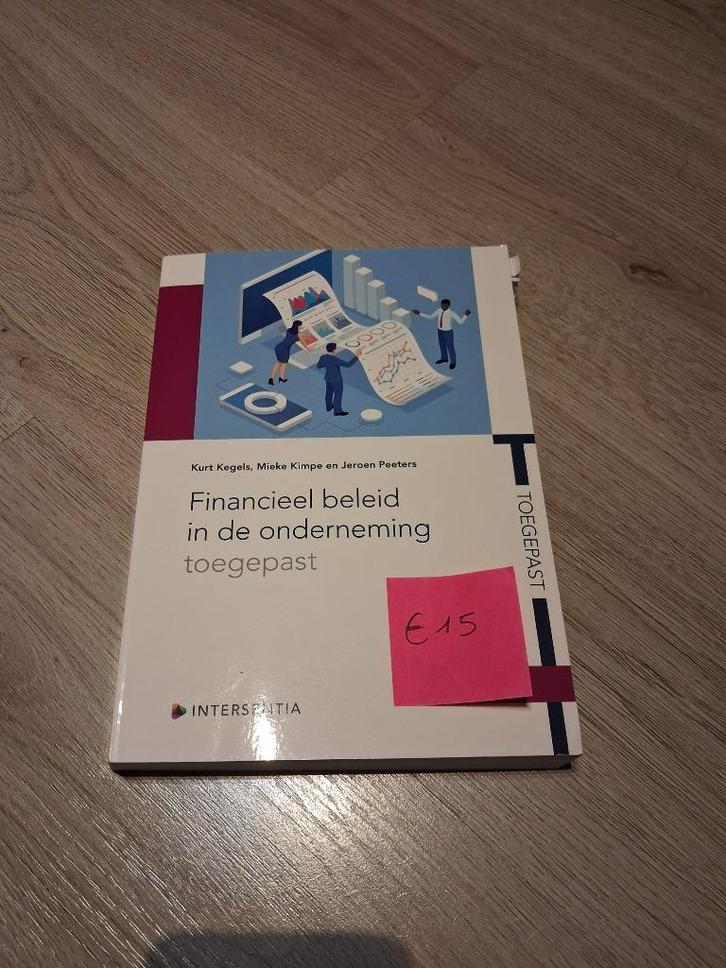 Kurt Kegels, Mieke Kimpe en Jeroen Peeters
Financieel beleid
in de onderneming
toegepast
TOEGEPAST
€ 15
INTERSENTIA